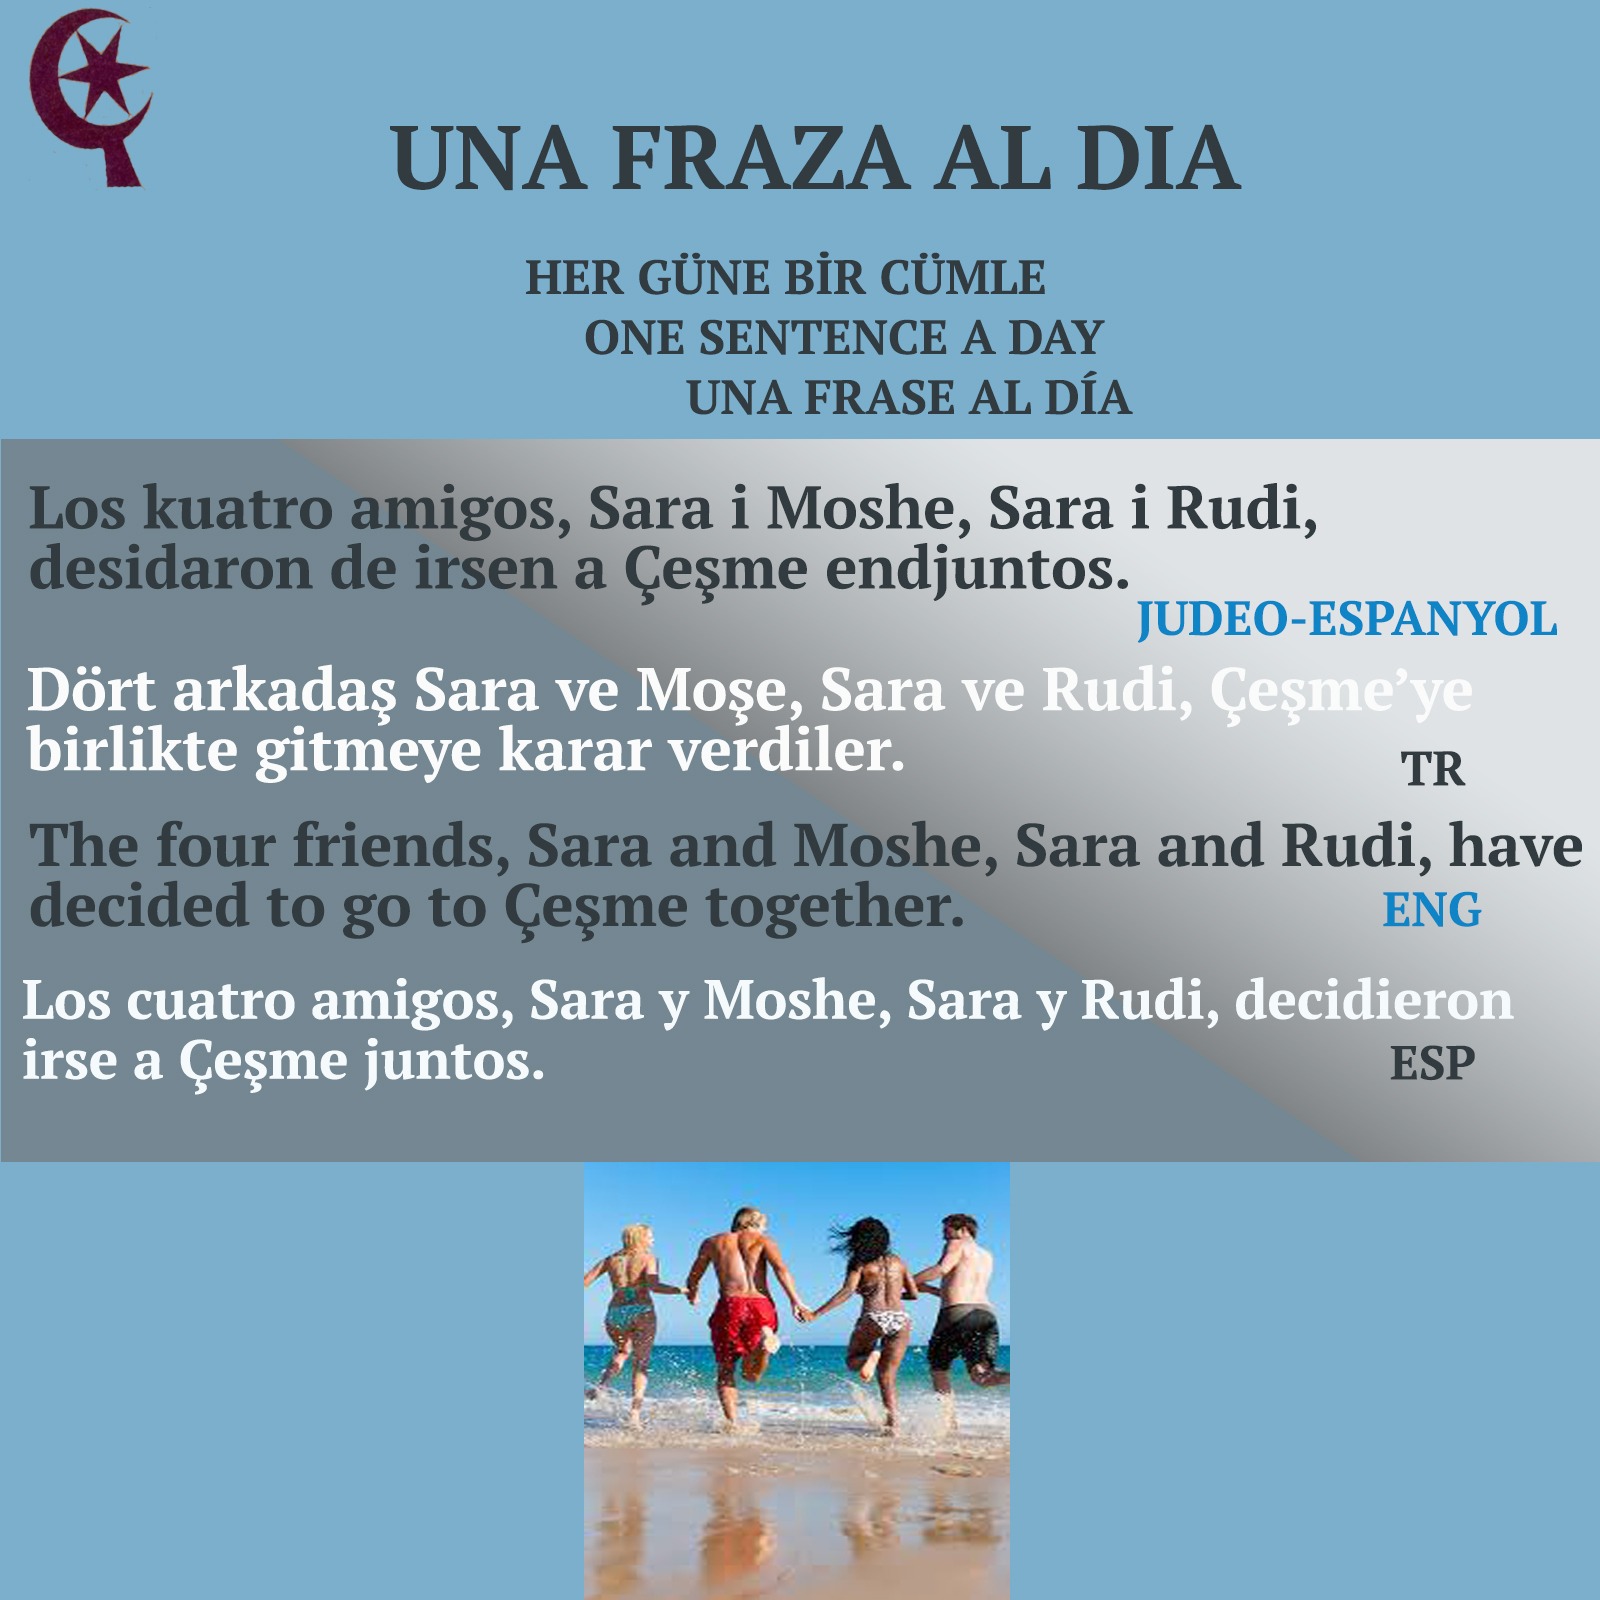 UNA FRAZA AL DIA
HER GÜNE BİR CÜMLE
ONE SENTENCE A DAY
UNA FRASE AL DÍA
Los kuatro amigos, Sara i Moshe, Sara i Rudi,
desidaron de irsen a Çeşme endjuntos.
JUDEO-ESPANYOL
Dört arkadaş Sara ve Moşe, Sara ve Rudi, Çeşme’ye
birlikte gitmeye karar verdiler.
TR
The four friends, Sara and Moshe, Sara and Rudi, have
decided to go to Çeşme together.
ENG
Los cuatro amigos, Sara y Moshe, Sara y Rudi, decidieron
irse a Çeşme juntos.
ESP